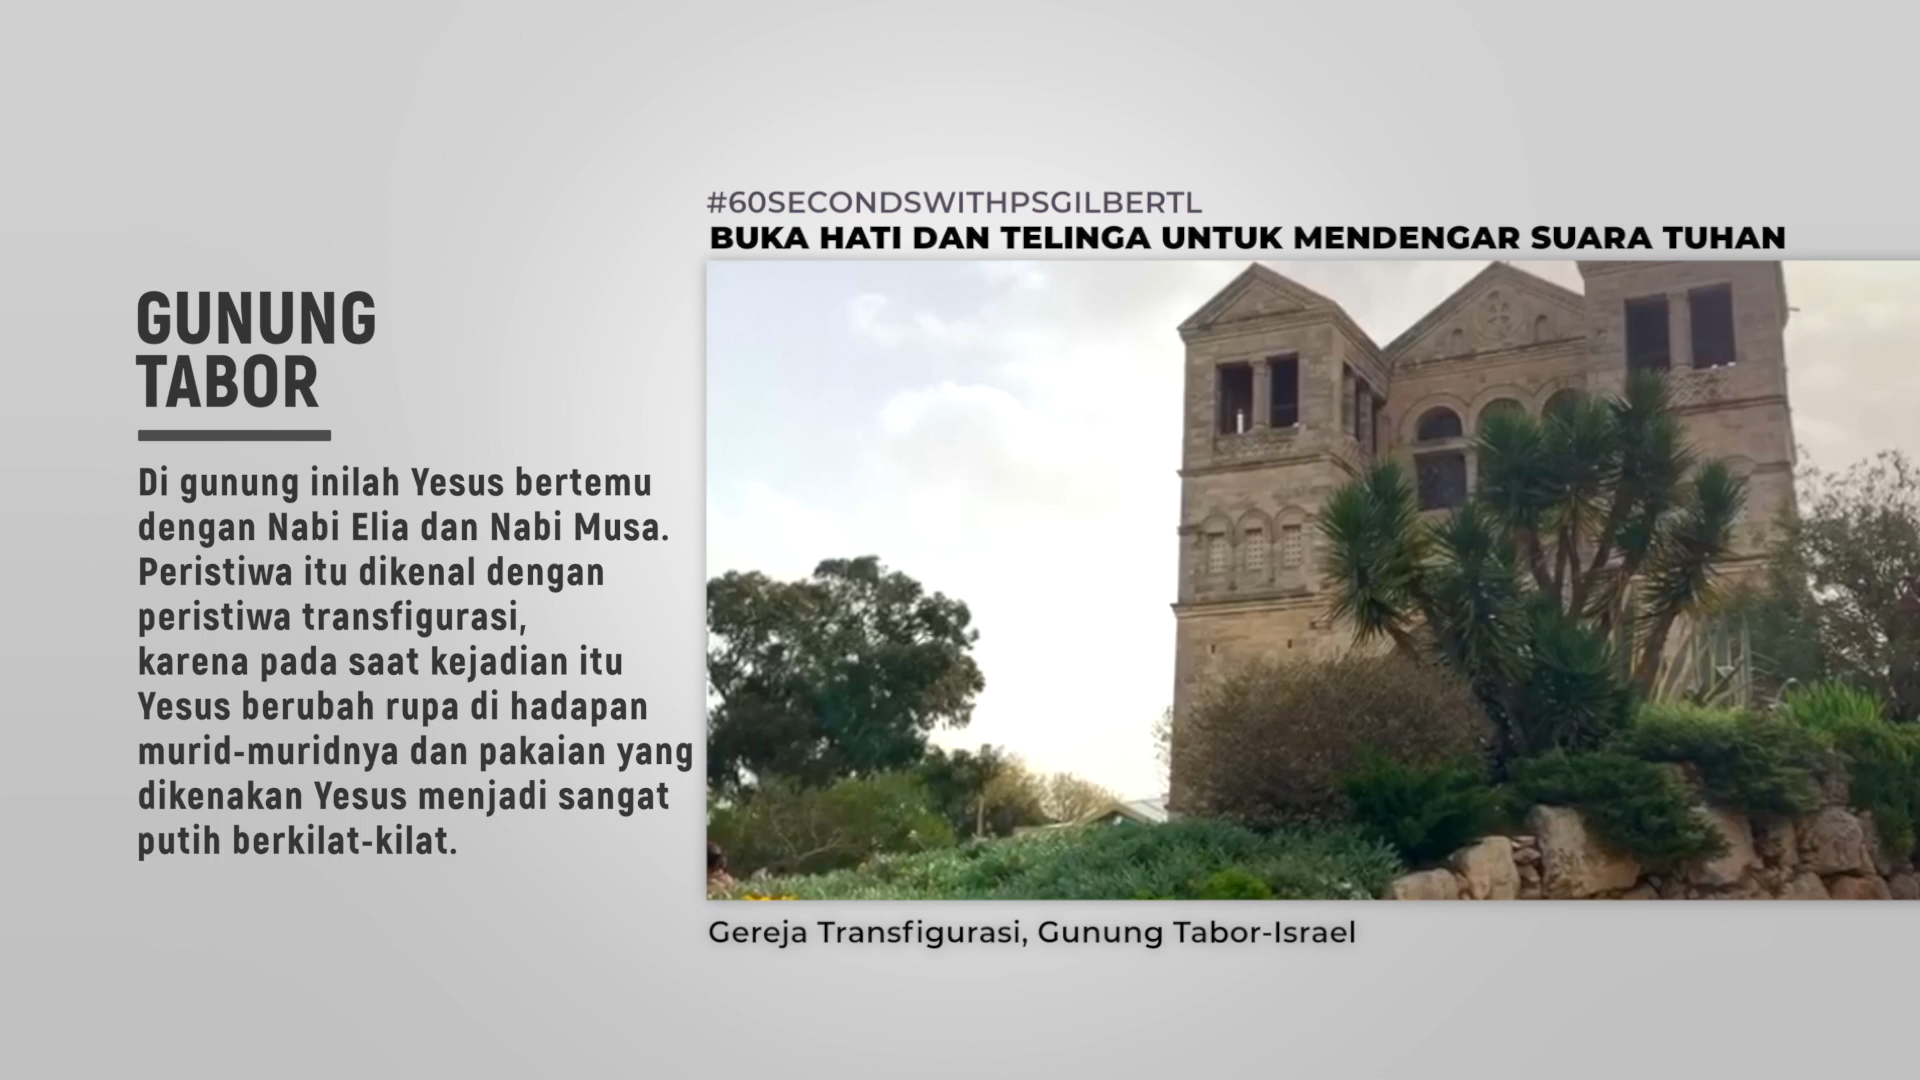 GUNUNG
TABOR
Di gunung inilah Yesus bertemu
dengan Nabi Elia dan Nabi Musa.
Peristiwa itu dikenal dengan
peristiwa transfigurasi,
karena pada saat kejadian itu
Yesus berubah rupa di hadapan
murid-muridnya dan pakaian yang
dikenakan Yesus menjadi sangat
putih berkilat-kilat.
#60SECONDSWITHPSGILBERTL
BUKA HATI DAN TELINGA UNTUK MENDENGAR SUARA TUHAN
Gereja Transfigurasi, Gunung Tabor-Israel